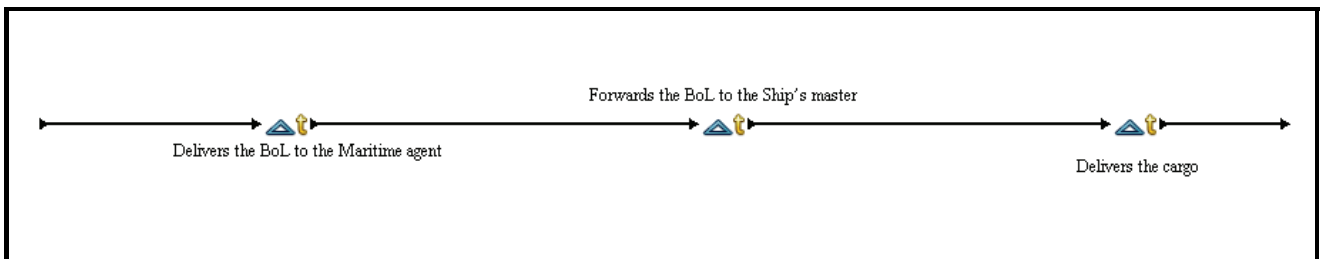 Forwards the BoL to the Ship's master
Delivers the BoL to the Maritime agent
Delivers the cargo